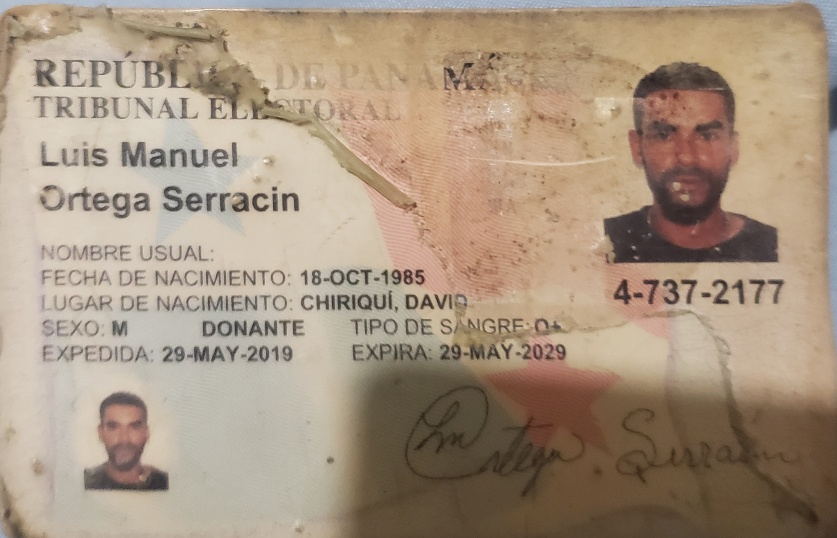 REPÚBLICA DE PANAMÁ
TRIBUNAL ELECTORAL
Luis Manuel
Ortega Serracin
NOMBRE USUAL:
FECHA DE NACIMIENTO: 18-OCT-1985
LUGAR DE NACIMIENTO: CHIRIQUÍ, DAVID
SEXO: M DONANTE TIPO DE SANGRE: O+
EXPEDIDA: 29-MAY-2019 EXPIRA: 29-MAY-2029
4-737-2177
Lm Ortega Serracin